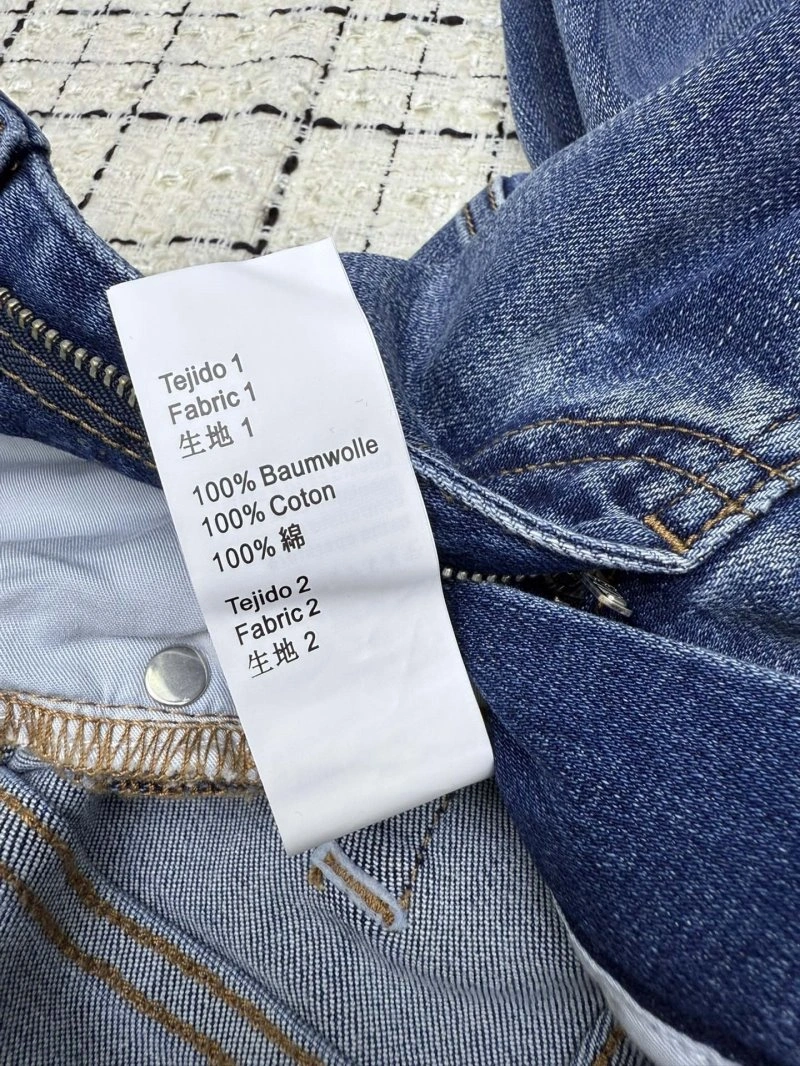 Tejido 1
Fabric 1
生地 1
100% Baumwolle
100% Coton
100% 綿
Tejido 2
Fabric 2
生地 2